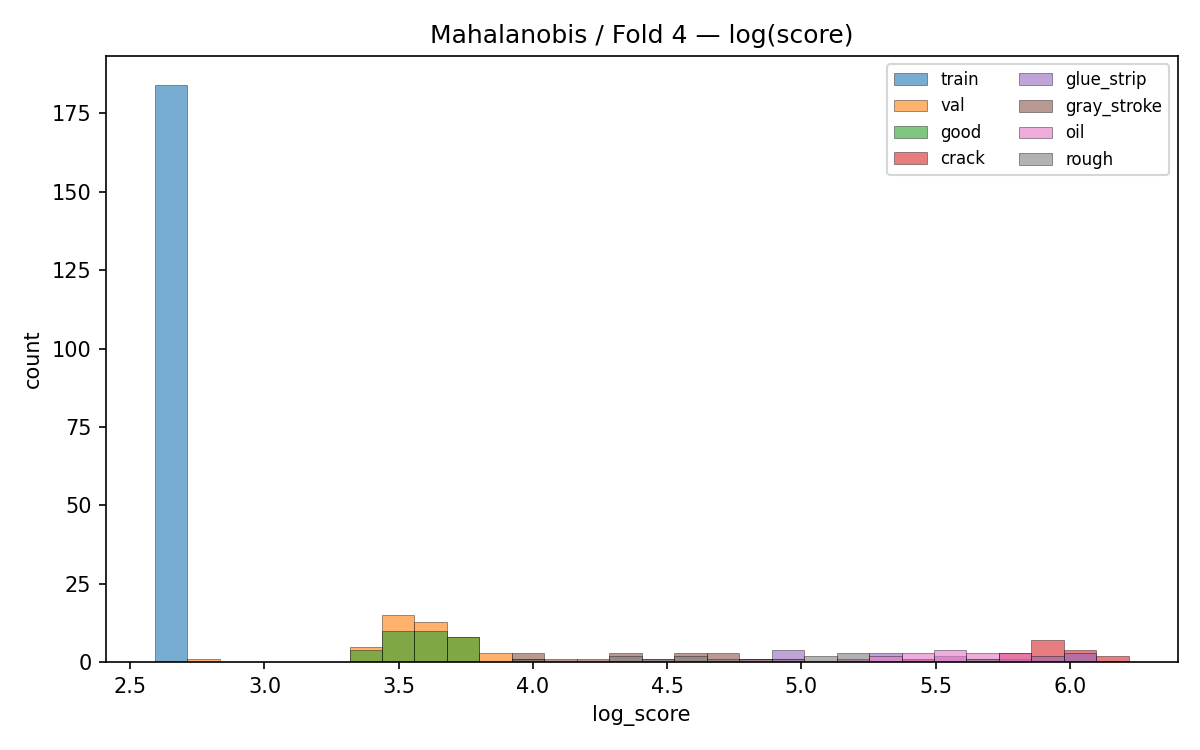 Mahalanobis / Fold 4 — log(score)
train
val
good
crack
glue_strip
gray_stroke
oil
rough
count
175
150
125
100
75
50
25
0
2.5 3.0 3.5 4.0 4.5 5.0 5.5 6.0
log_score